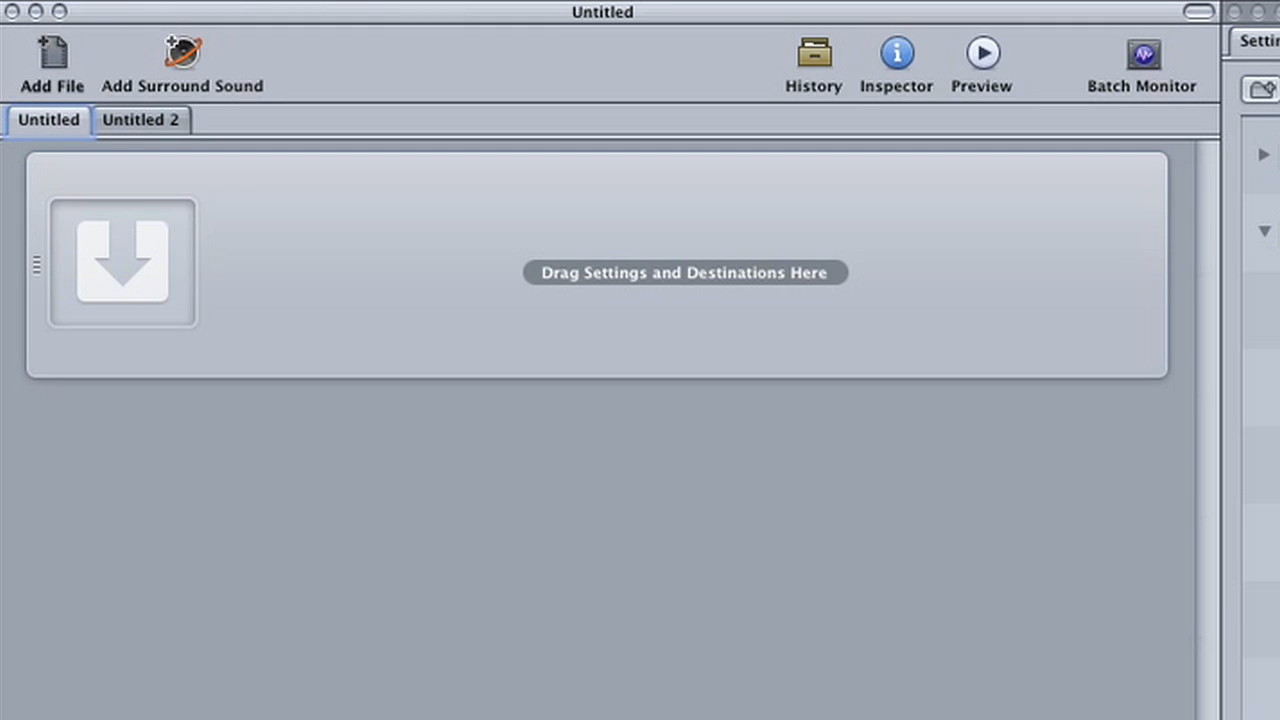 Untitled
Add File
Add Surround Sound
History
Inspector
Preview
Batch Monitor
Untitled
Untitled 2
Drag Settings and Destinations Here